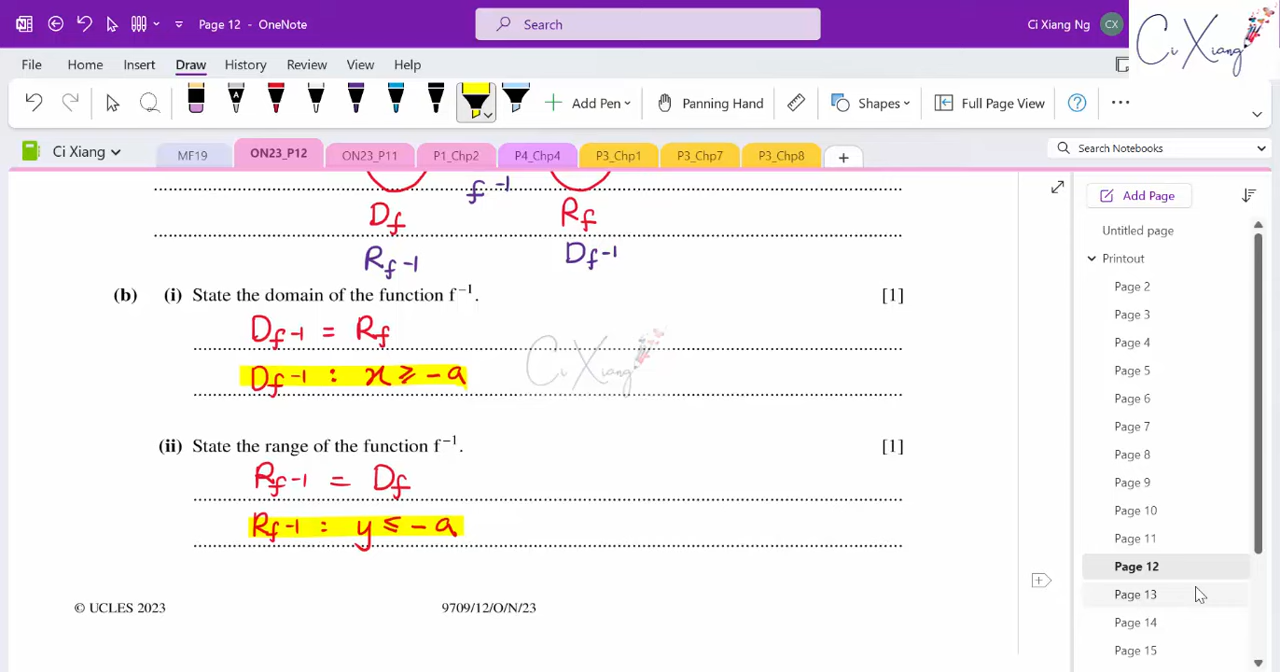 Page 12 - OneNote
Search
Ci Xiang Ng
CX
Ci Xiang
File Home Insert Draw History Review View Help
A
Add Pen
Panning Hand
Shapes
Full Page View
?
Ci Xiang
MF19
ON23_P12
ON23_P11
P1_Chp2
P4_Chp4
P3_Chp1
P3_Chp7
P3_Chp8
+
Search Notebooks
f⁻¹
D_f R_f
R_f-1 D_f-1
(b) (i) State the domain of the function f⁻¹. [1]
D_f-1 = R_f
D_f-1 : x ≥ -a
Ci Xiang
(ii) State the range of the function f⁻¹. [1]
R_f-1 = D_f
R_f-1 : y ≤ -a
© UCLES 2023 9709/12/O/N/23
Add Page
Untitled page
Printout
Page 2
Page 3
Page 4
Page 5
Page 6
Page 7
Page 8
Page 9
Page 10
Page 11
Page 12
Page 13
Page 14
Page 15